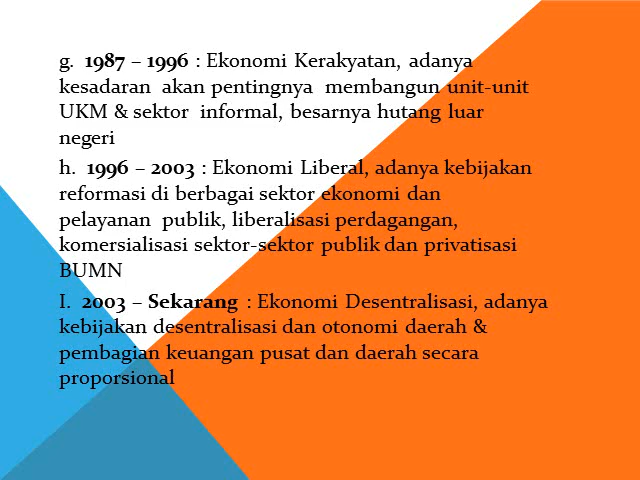 g. 1987 – 1996 : Ekonomi Kerakyatan, adanya
kesadaran akan pentingnya membangun unit-unit
UKM & sektor informal, besarnya hutang luar
negeri
h. 1996 – 2003 : Ekonomi Liberal, adanya kebijakan
reformasi di berbagai sektor ekonomi dan
pelayanan publik, liberalisasi perdagangan,
komersialisasi sektor-sektor publik dan privatisasi
BUMN
I. 2003 – Sekarang : Ekonomi Desentralisasi, adanya
kebijakan desentralisasi dan otonomi daerah &
pembagian keuangan pusat dan daerah secara
proporsional